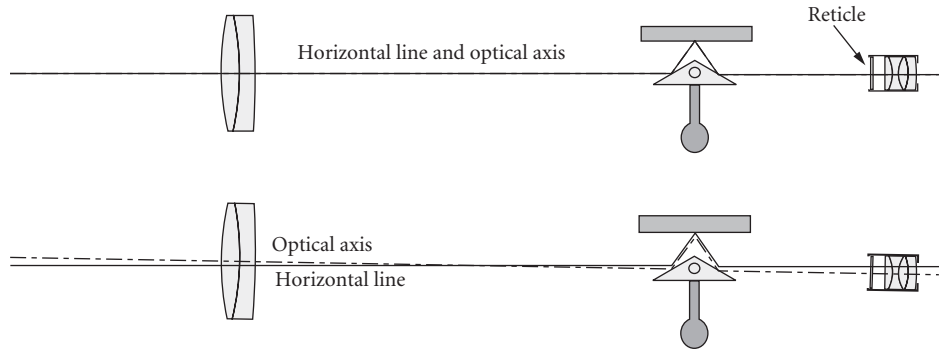 Reticle
Horizontal line and optical axis
Optical axis
Horizontal line